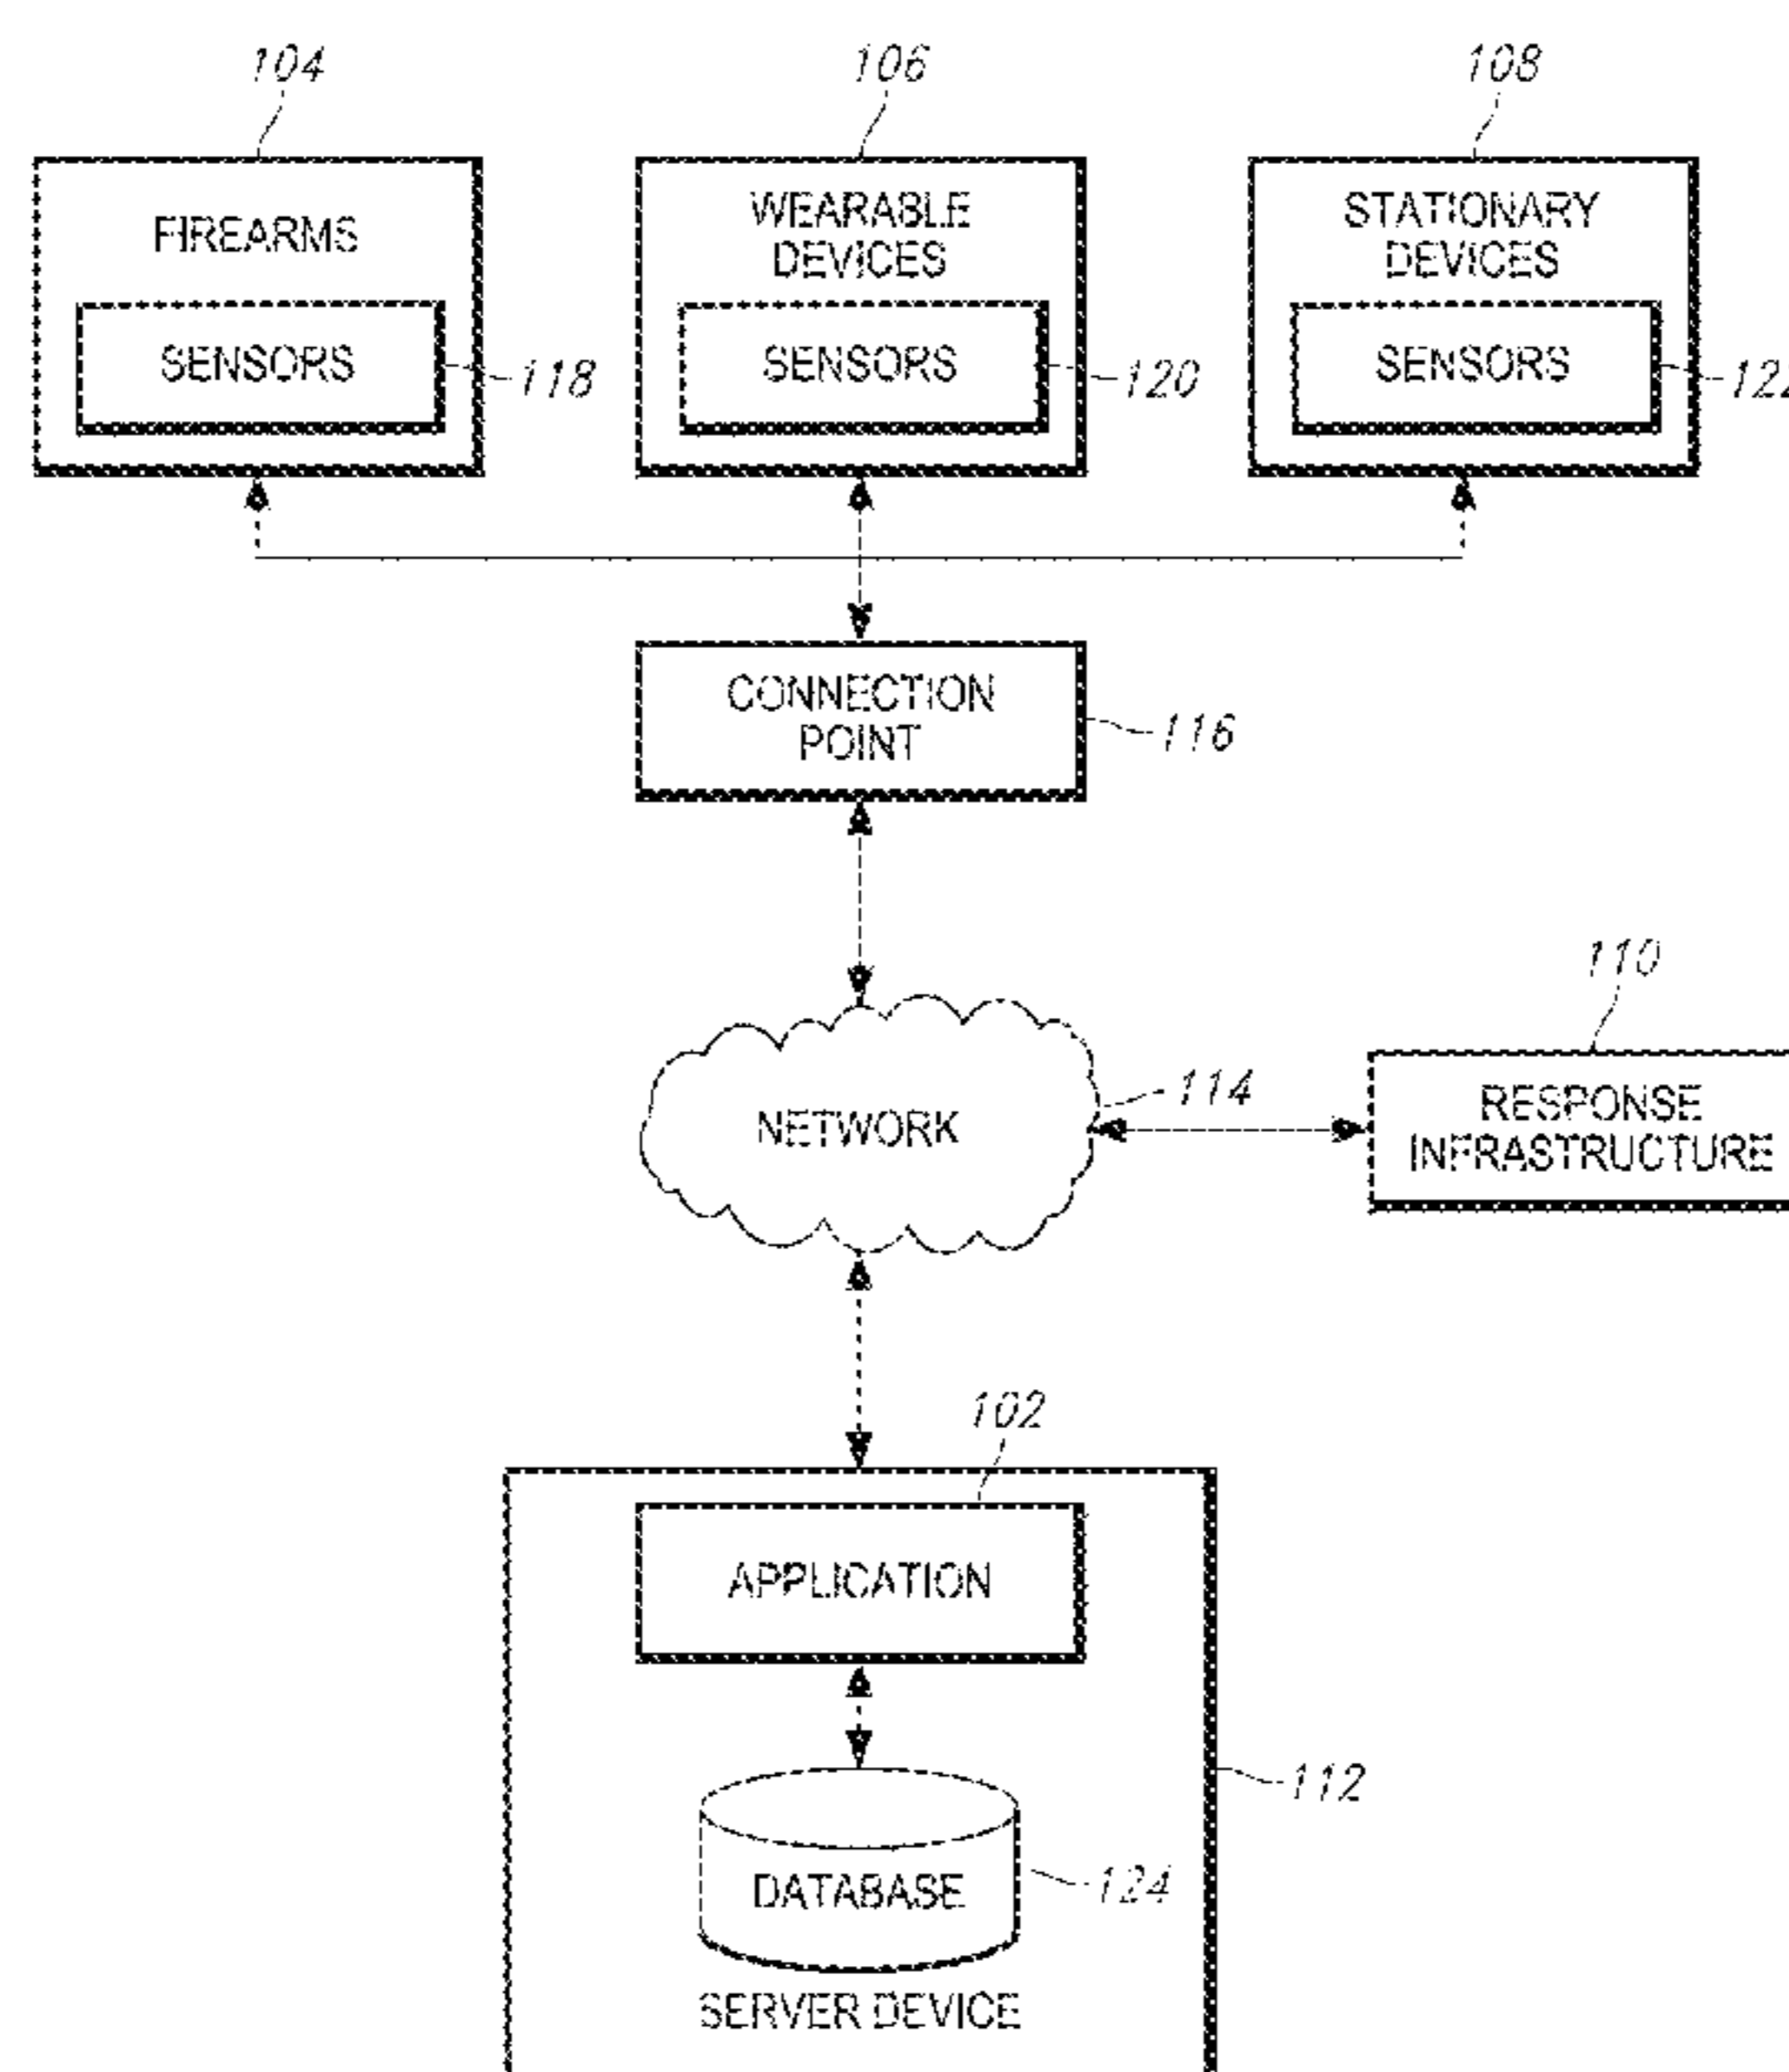 104
106
108
FIREARMS
WEARABLE
DEVICES
STATIONARY
DEVICES
SENSORS
118
SENSORS
120
SENSORS
CONNECTION
POINT
116
110
NETWORK
114
RESPONSE
INFRASTRUCTURE
102
APPLICATION
112
DATABASE
124
SERVER DEVICE